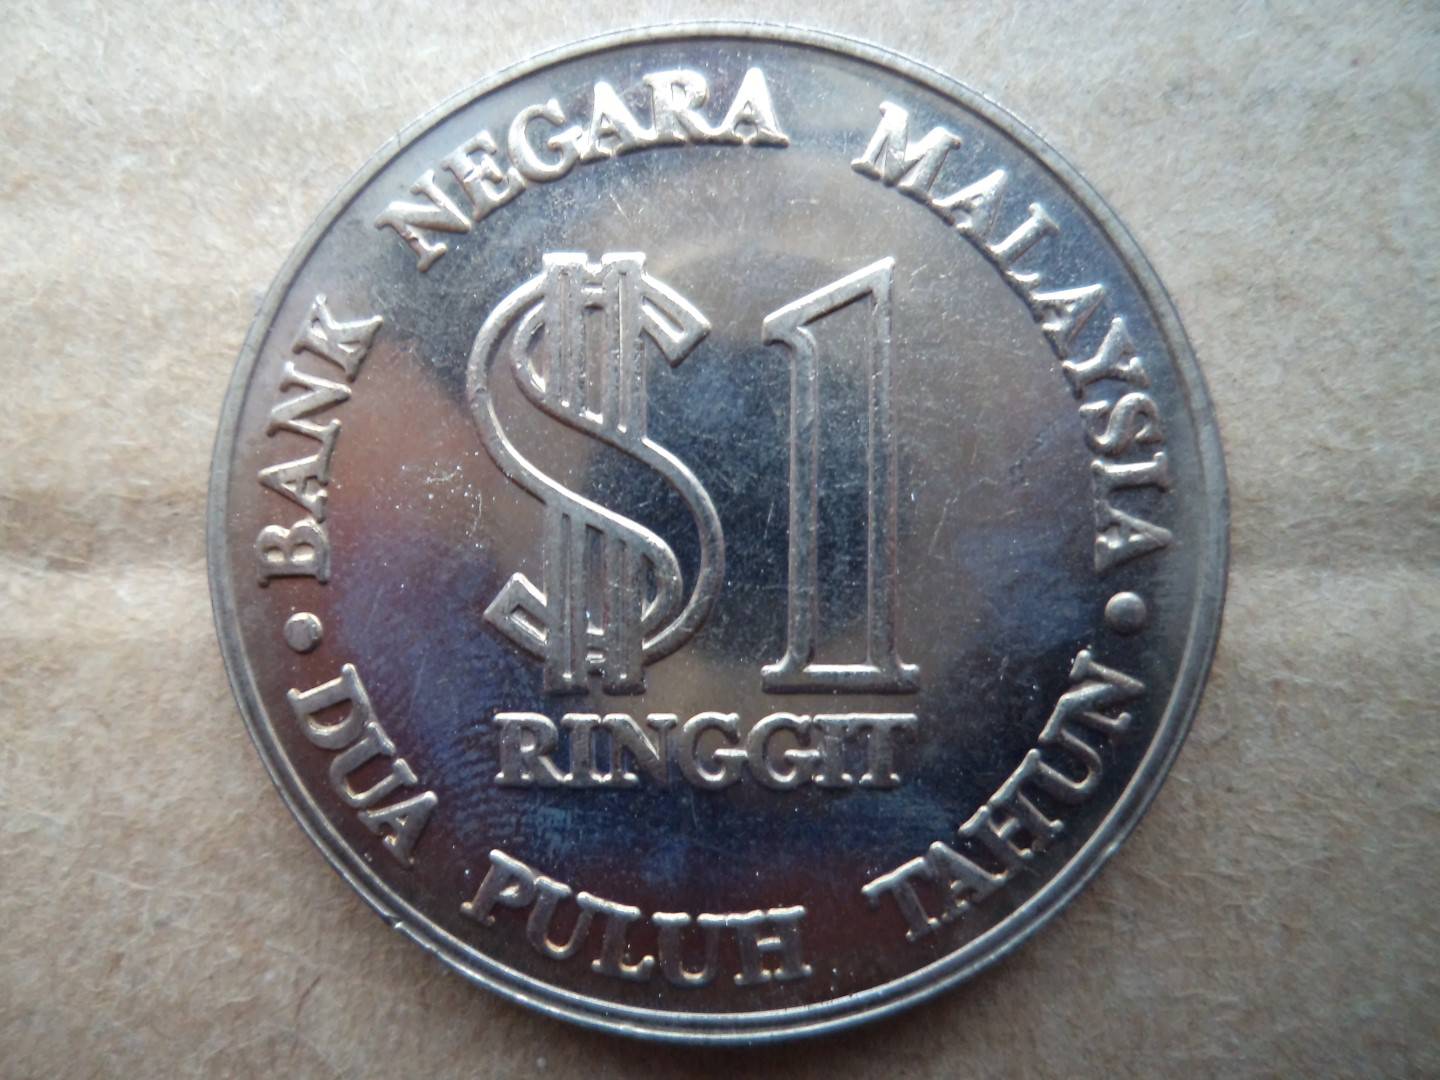 • BANK NEGARA MALAYSIA •
$1
RINGGIT
DUA PULUH TAHUN